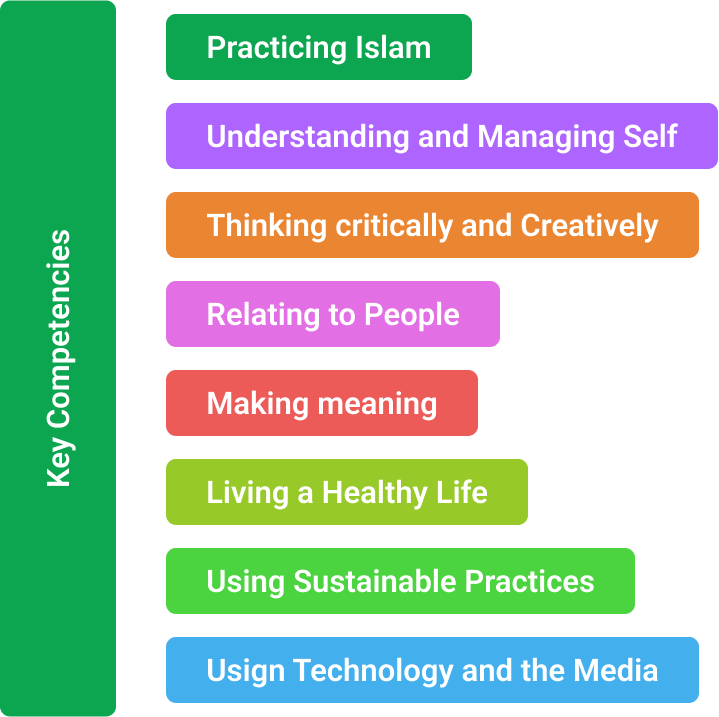 Key Competencies
Practicing Islam
Understanding and Managing Self
Thinking critically and Creatively
Relating to People
Making meaning
Living a Healthy Life
Using Sustainable Practices
Usign Technology and the Media